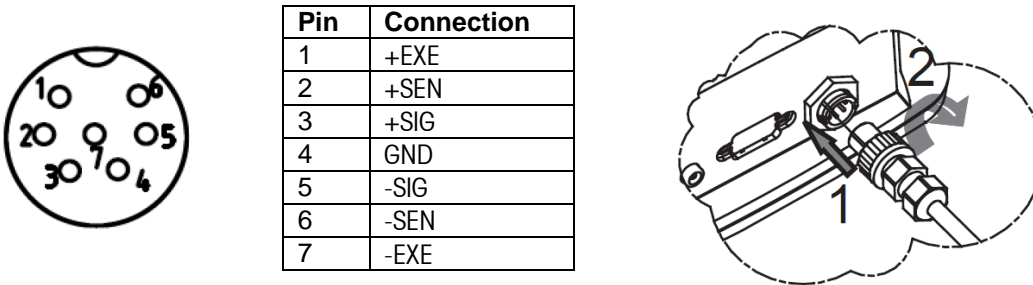 1 6
2 7 5
3 4
Pin Connection
1 +EXE
2 +SEN
3 +SIG
4 GND
5 -SIG
6 -SEN
7 -EXE
2
1